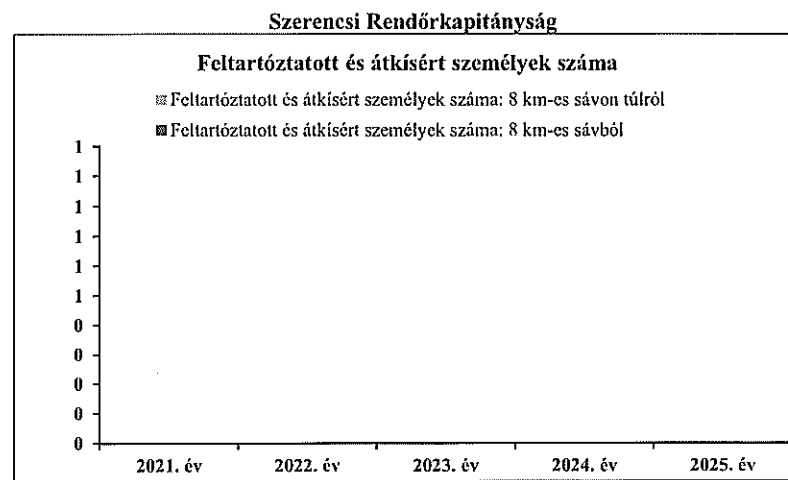 Szerencsi Rendőrkapitányság
Feltartóztatott és átkísért személyek száma
Feltartóztatott és átkísért személyek száma: 8 km-es sávon túlról
Feltartóztatott és átkísért személyek száma: 8 km-es sávból
1
1
1
1
1
1
0
0
0
0
0
2021. év 2022. év 2023. év 2024. év 2025. év